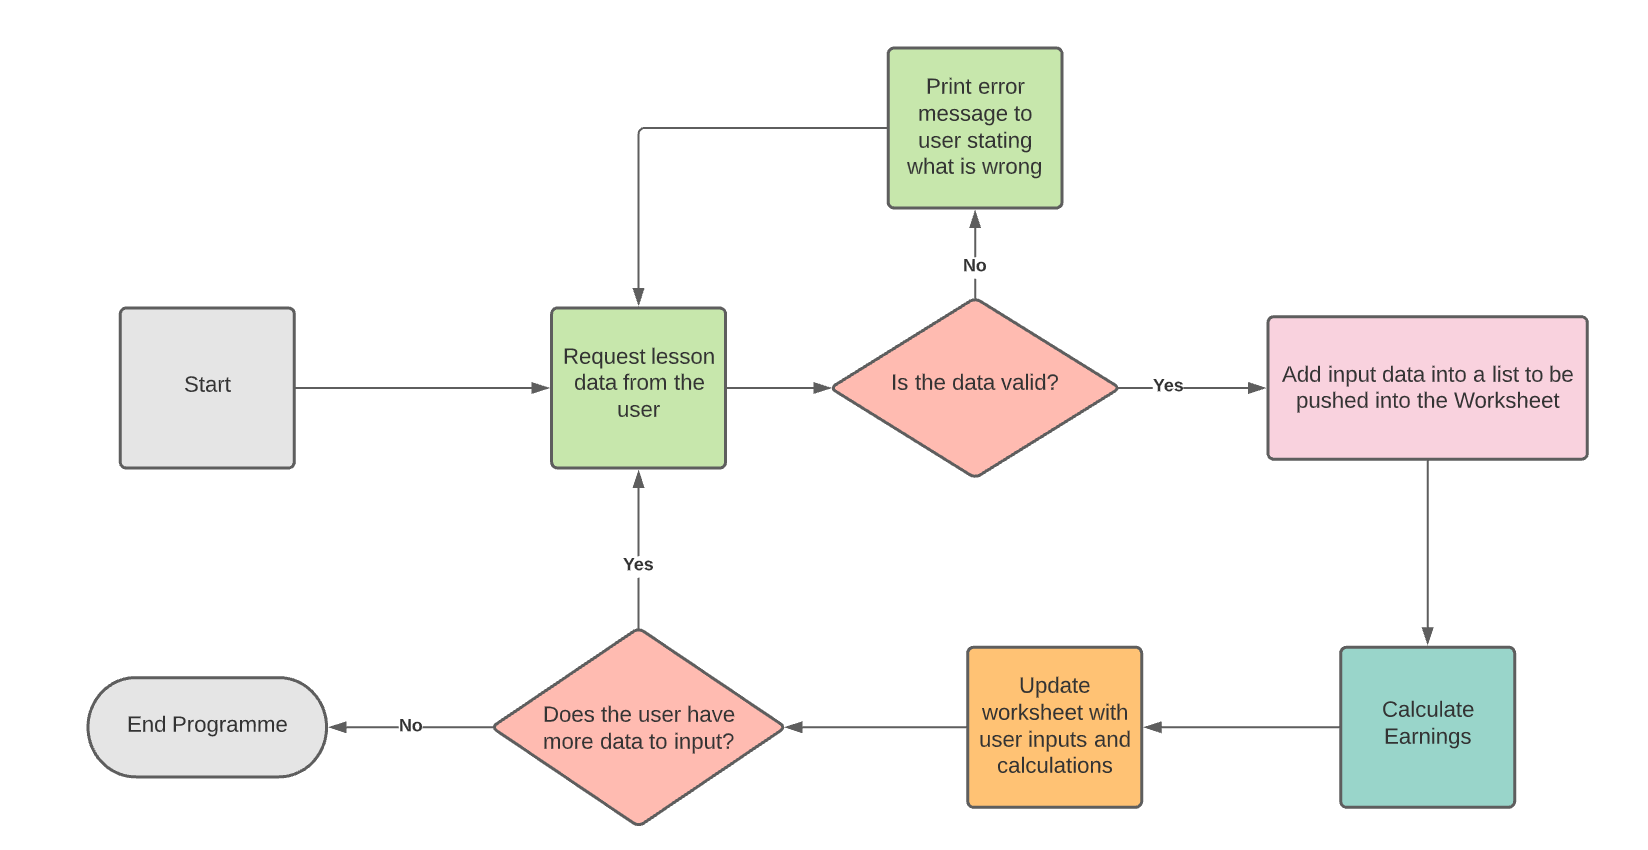 Print error
message to
user stating
what is wrong
No
Start
Request lesson
data from the
user
Is the data valid?
Yes
Add input data into a list to be
pushed into the Worksheet
Yes
End Programme
No
Does the user have
more data to input?
Update
worksheet with
user inputs and
calculations
Calculate
Earnings